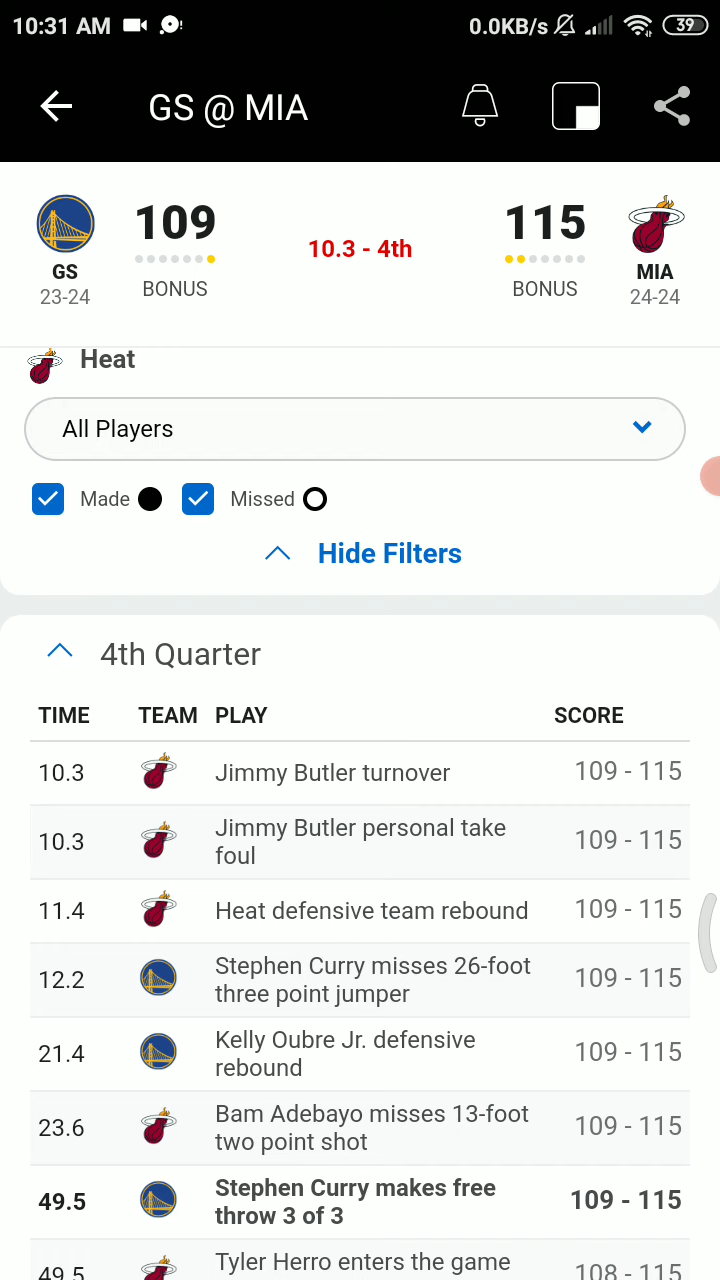 10:31 AM 0.0KB/s 39
GS @ MIA
109 115
10.3 - 4th
GS MIA
23-24 BONUS BONUS 24-24
Heat
All Players
Made Missed
Hide Filters
4th Quarter
TIME TEAM PLAY SCORE
10.3 Jimmy Butler turnover 109 - 115
10.3 Jimmy Butler personal take 109 - 115
foul
11.4 Heat defensive team rebound 109 - 115
12.2 Stephen Curry misses 26-foot 109 - 115
three point jumper
21.4 Kelly Oubre Jr. defensive 109 - 115
rebound
23.6 Bam Adebayo misses 13-foot 109 - 115
two point shot
49.5 Stephen Curry makes free 109 - 115
throw 3 of 3
49.5 Tyler Herro enters the game 108 - 115